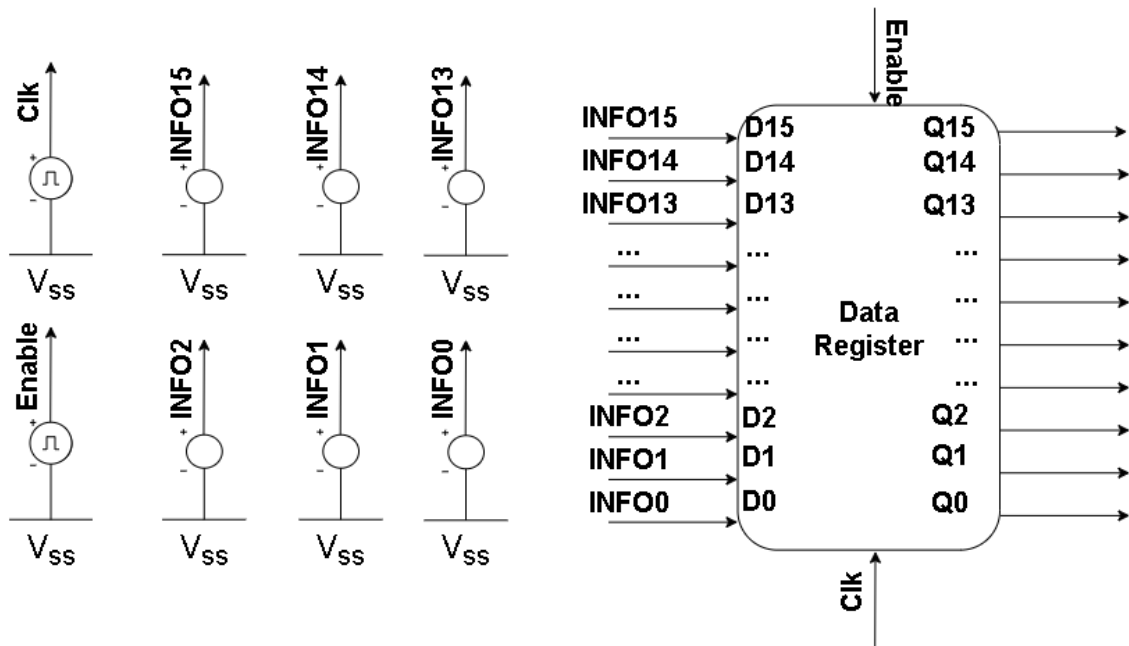 Clk
INFO15
INFO14
INFO13
+
-
+
-
+
-
+
-
Vss
Vss
Vss
Vss
Enable
INFO2
INFO1
INFO0
+
-
+
-
+
-
+
-
Vss
Vss
Vss
Vss
Enable
INFO15 D15 Q15
INFO14 D14 Q14
INFO13 D13 Q13
... ... ...
... ... ...
... ... ...
... ... ...
Data
Register
INFO2 D2 Q2
INFO1 D1 Q1
INFO0 D0 Q0
Clk